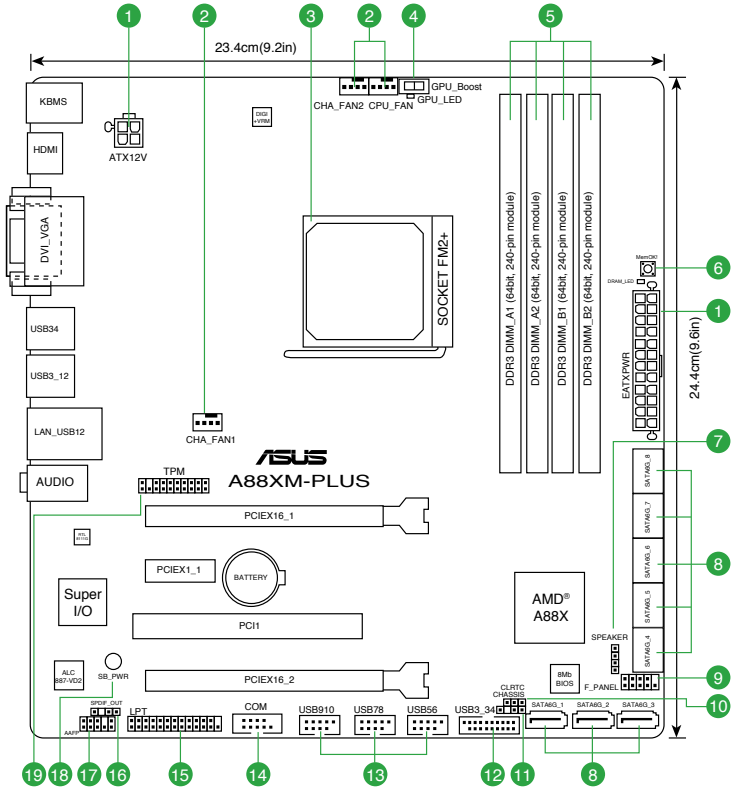 1
2
3
2
4
5
23.4cm(9.2in)
KBMS
CHA_FAN2
CPU_FAN
GPU_Boost
GPU_LED
DIGI
+VRM
ATX12V
HDMI
DVI_VGA
SOCKET FM2+
DDR3 DIMM_A1 (64bit, 240-pin module)
DDR3 DIMM_A2 (64bit, 240-pin module)
DDR3 DIMM_B1 (64bit, 240-pin module)
DDR3 DIMM_B2 (64bit, 240-pin module)
MemOK!
6
DRAM_LED
1
EATXPWR
24.4cm(9.6in)
USB34
USB3_12
LAN_USB12
CHA_FAN1
7
AUDIO
TPM
ASUS
A88XM-PLUS
SATA6G_8
SATA6G_7
SATA6G_6
SATA6G_5
SATA6G_4
8
PCIEX16_1
PCIEX1_1
BATTERY
Super
I/O
AMD®
A88X
PCI1
SPEAKER
ALC
887-VD2
SB_PWR
PCIEX16_2
8Mb
BIOS
F_PANEL
9
CLRTC
CHASSIS
10
SPDIF_OUT
AAFP
LPT
COM
USB910
USB78
USB56
USB3_34
SATA6G_1
SATA6G_2
SATA6G_3
19
18
17
16
15
14
13
12
11
8